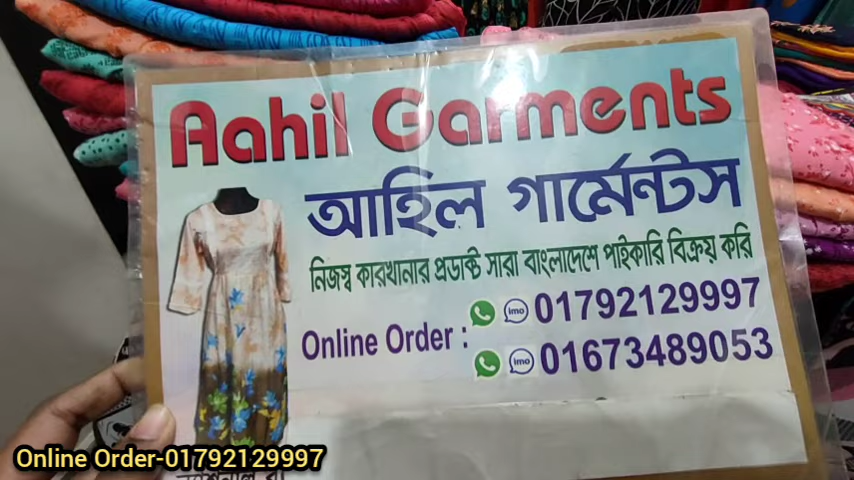 Aahil Garments
আহিল গার্মেন্টস
নিজস্ব কারখানার প্রডাক্ট সারা বাংলাদেশে পাইকারি বিক্রয় করি
Online Order : imo 01792129997
imo 01673489053
Online Order-01792129997